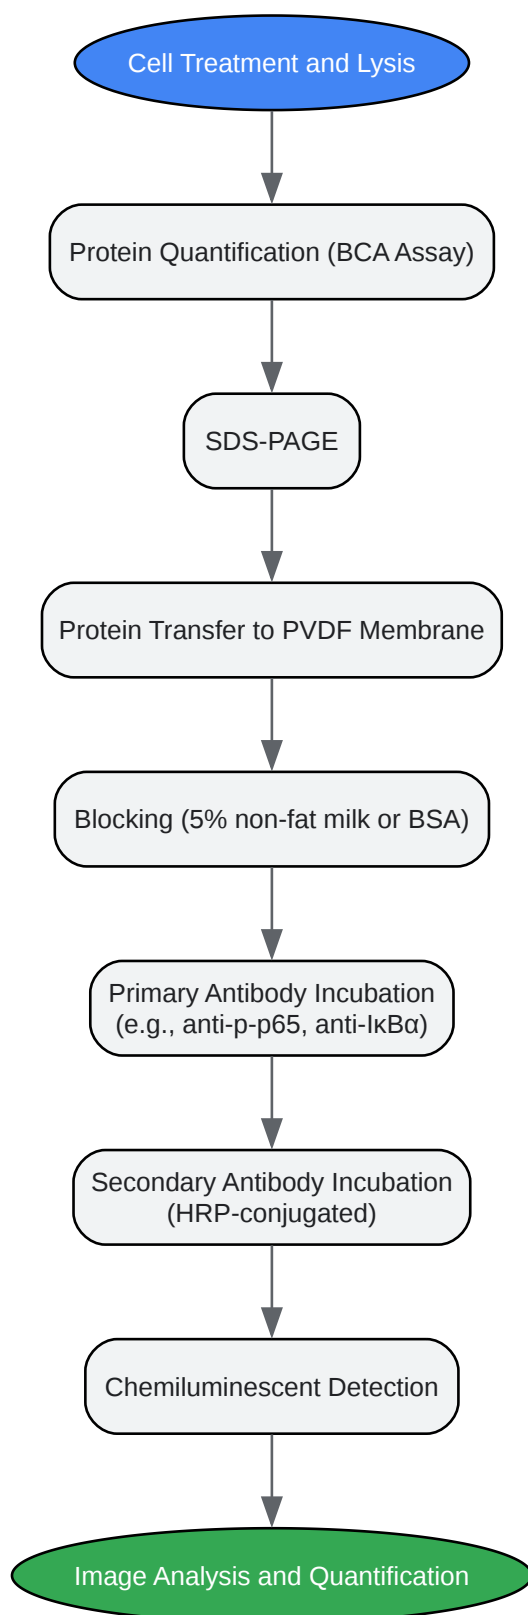 Cell Treatment and Lysis
Protein Quantification (BCA Assay)
SDS-PAGE
Protein Transfer to PVDF Membrane
Blocking (5% non-fat milk or BSA)
Primary Antibody Incubation
(e.g., anti-p-p65, anti-IκBα)
Secondary Antibody Incubation
(HRP-conjugated)
Chemiluminescent Detection
Image Analysis and Quantification